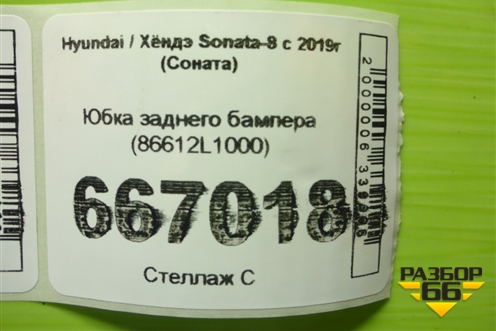 Hyundai / Хёндэ Sonata-8 с 2019г
(Соната)
Юбка заднего бампера
(86612L1000)
667018
Стеллаж С
РАЗБОР
66